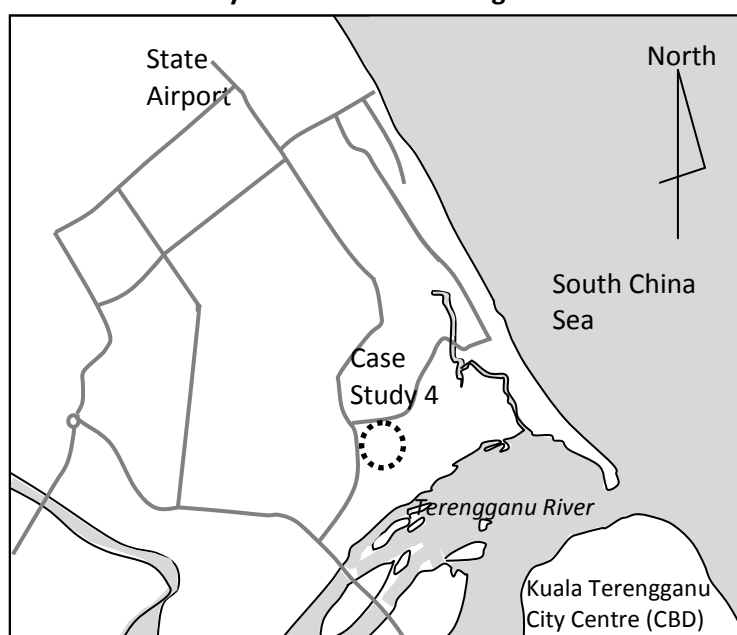 State
Airport
North
South China
Sea
Case
Study 4
Terengganu River
Kuala Terengganu
City Centre (CBD)